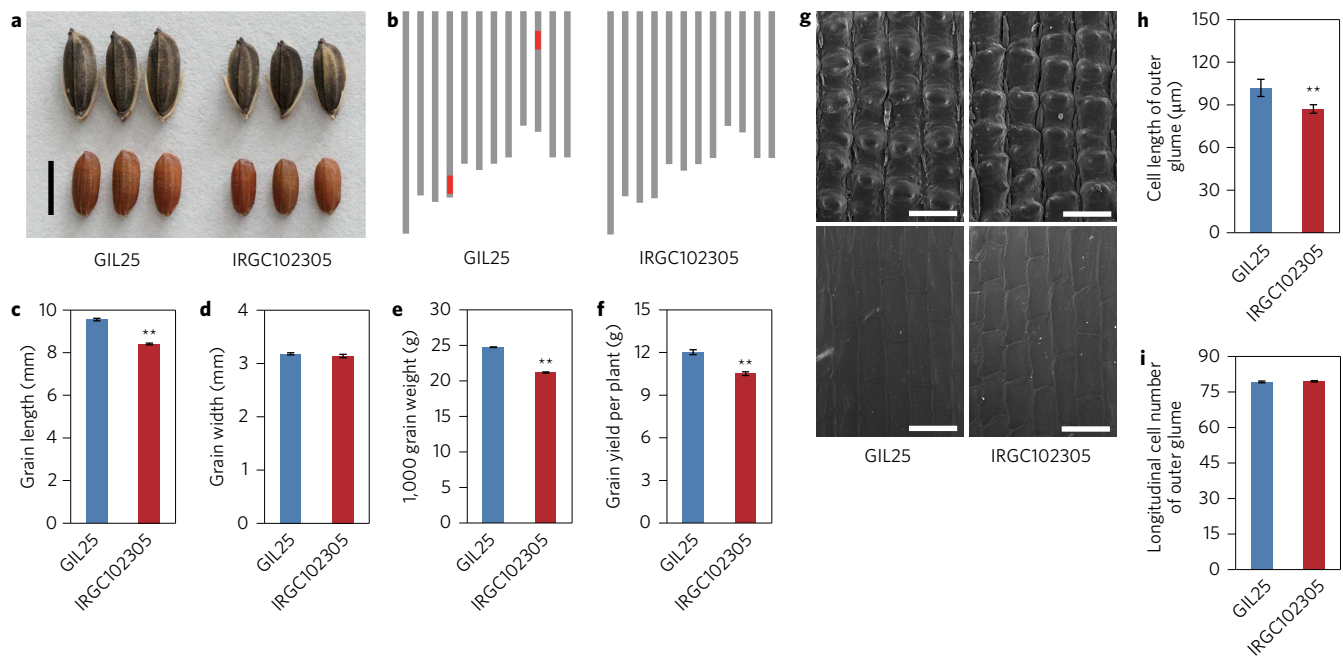 a
GIL25
IRGC102305
b
GIL25
IRGC102305
c
Grain length (mm)
10
8
6
4
2
0
**
GIL25
IRGC102305
d
Grain width (mm)
4
3
2
1
0
GIL25
IRGC102305
e
1,000 grain weight (g)
30
25
20
15
10
5
0
**
GIL25
IRGC102305
f
Grain yield per plant (g)
15
12
9
6
3
0
**
GIL25
IRGC102305
g
GIL25
IRGC102305
h
Cell length of outer
glume (μm)
150
120
90
60
30
0
**
GIL25
IRGC102305
i
Longitudinal cell number
of outer glume
90
75
60
45
30
15
0
GIL25
IRGC102305